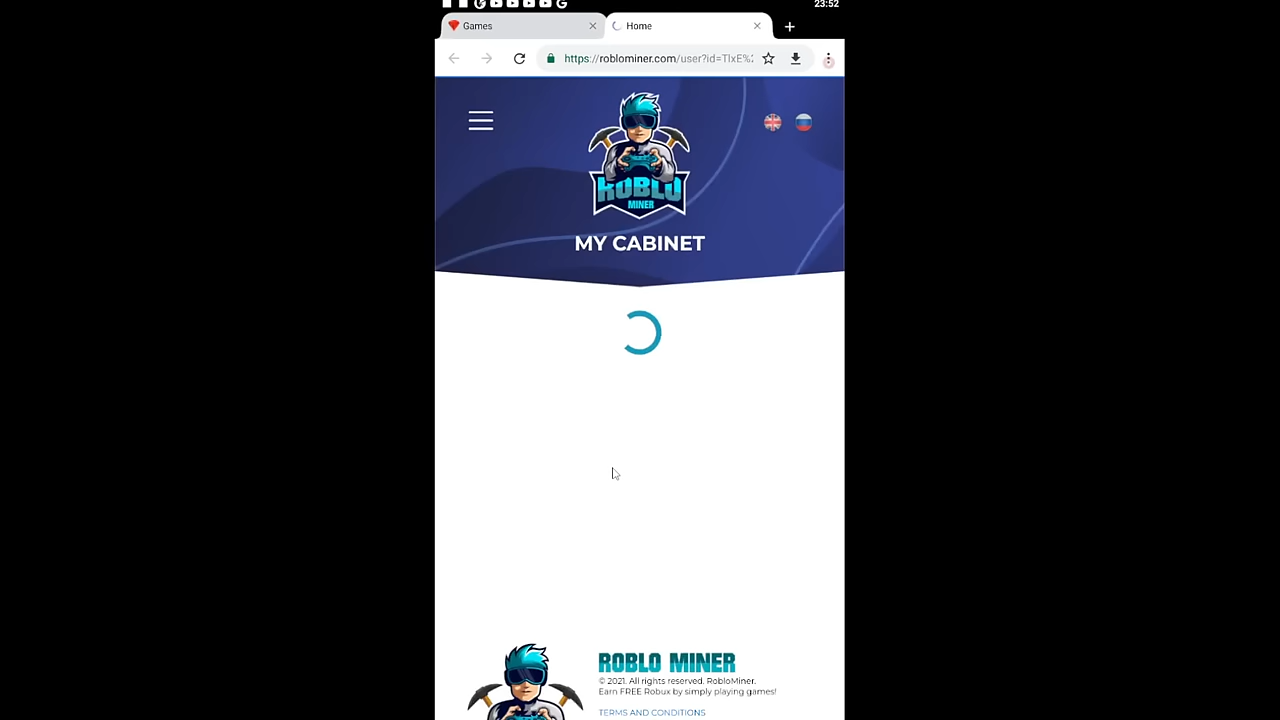 23:52
Games
Home
https://roblominer.com/user?id=TlxE%2
ROBLO
MINER
MY CABINET
ROBLO MINER
© 2021. All rights reserved. RobloMiner.
Earn FREE Robux by simply playing games!
TERMS AND CONDITIONS